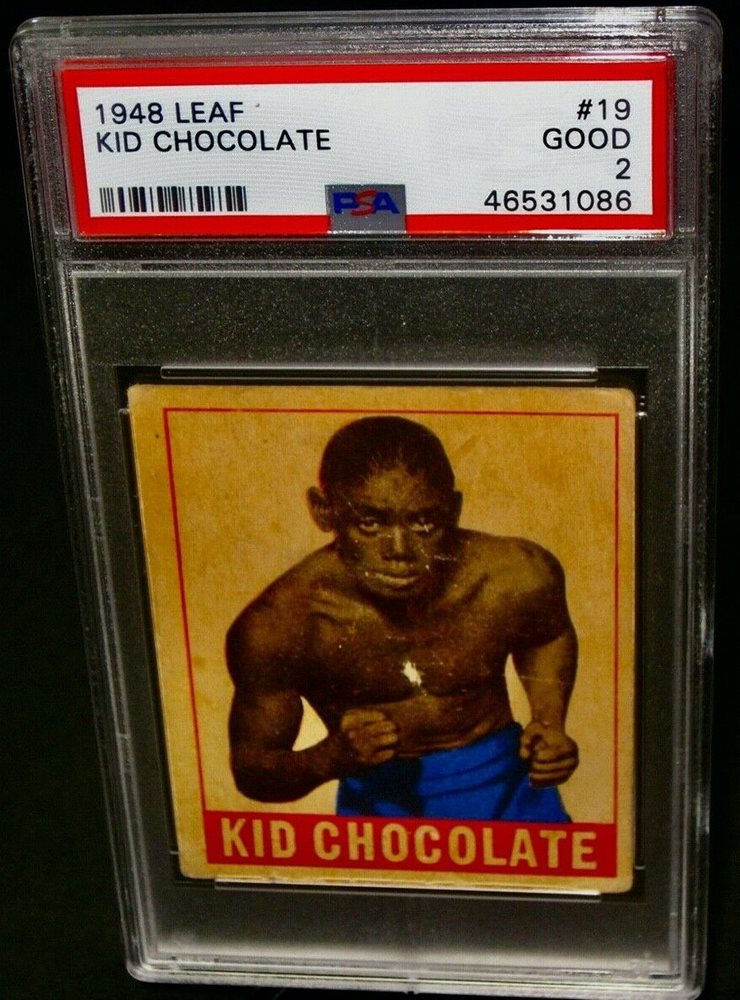 1948 LEAF #19
KID CHOCOLATE GOOD
2
PSA 46531086
KID CHOCOLATE